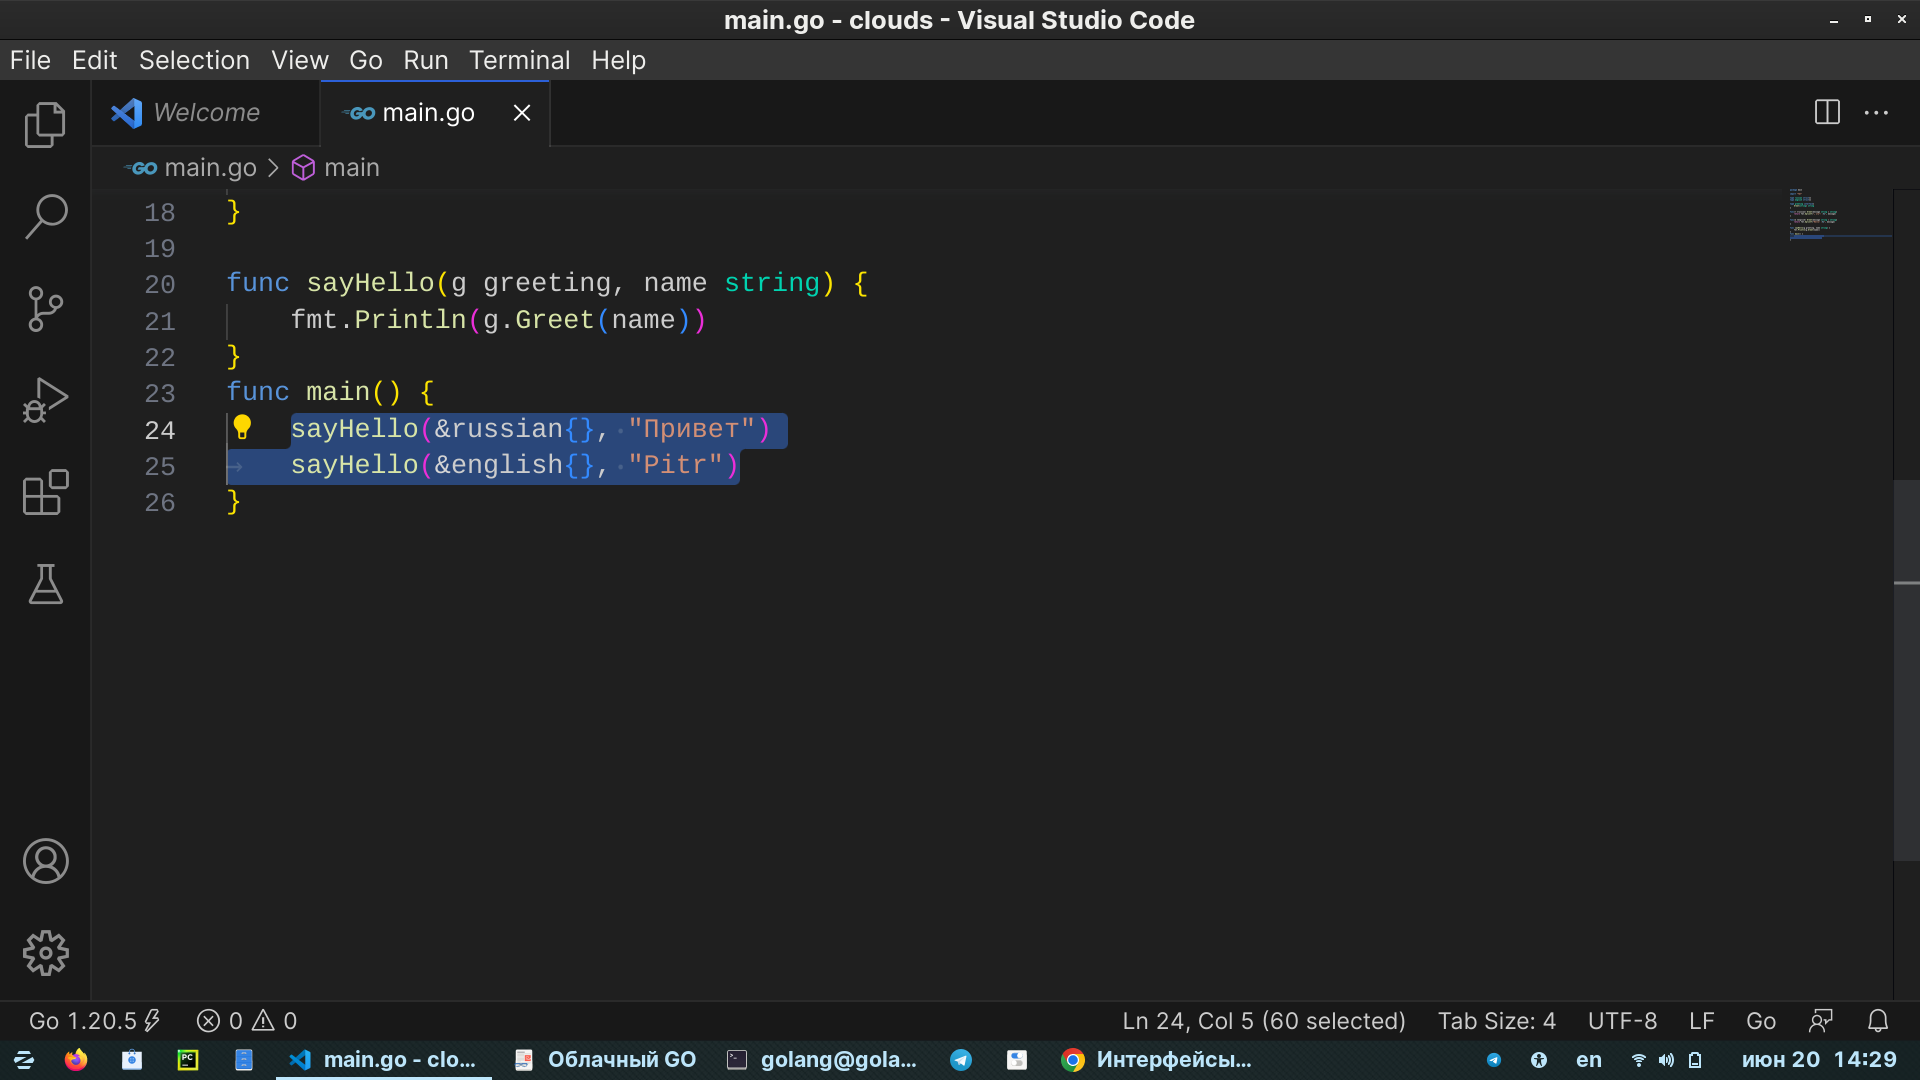 main.go - clouds - Visual Studio Code
File Edit Selection View Go Run Terminal Help
Welcome GO main.go
GO main.go > main
18 }
19
20 func sayHello(g greeting, name string) {
21 fmt.Println(g.Greet(name))
22 }
23 func main() {
24 sayHello(&russian{}, "Привет")
25 sayHello(&english{}, "Pitr")
26 }
Go 1.20.5 0 0 Ln 24, Col 5 (60 selected) Tab Size: 4 UTF-8 LF Go
PC main.go - clo... Облачный GO golang@gola... Интерфейсы... en июн 20 14:29